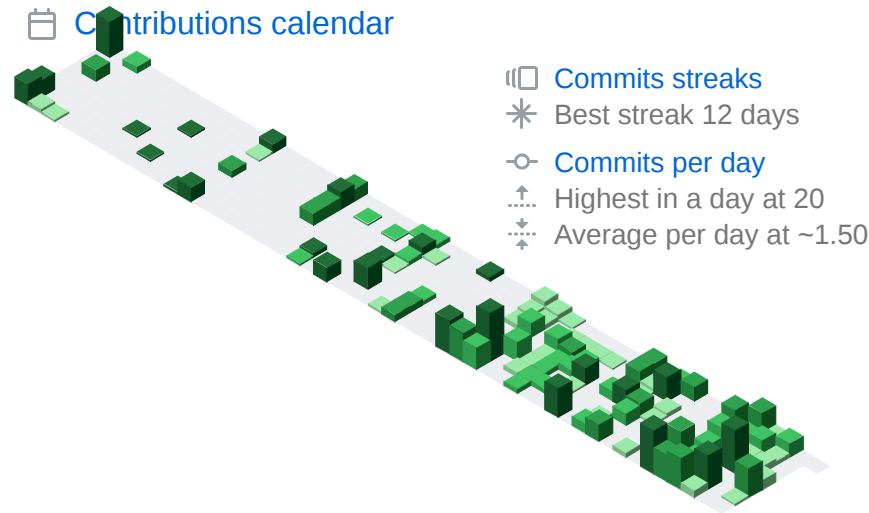 Contributions calendar
Commits streaks
Best streak 12 days
Commits per day
Highest in a day at 20
Average per day at ~1.50